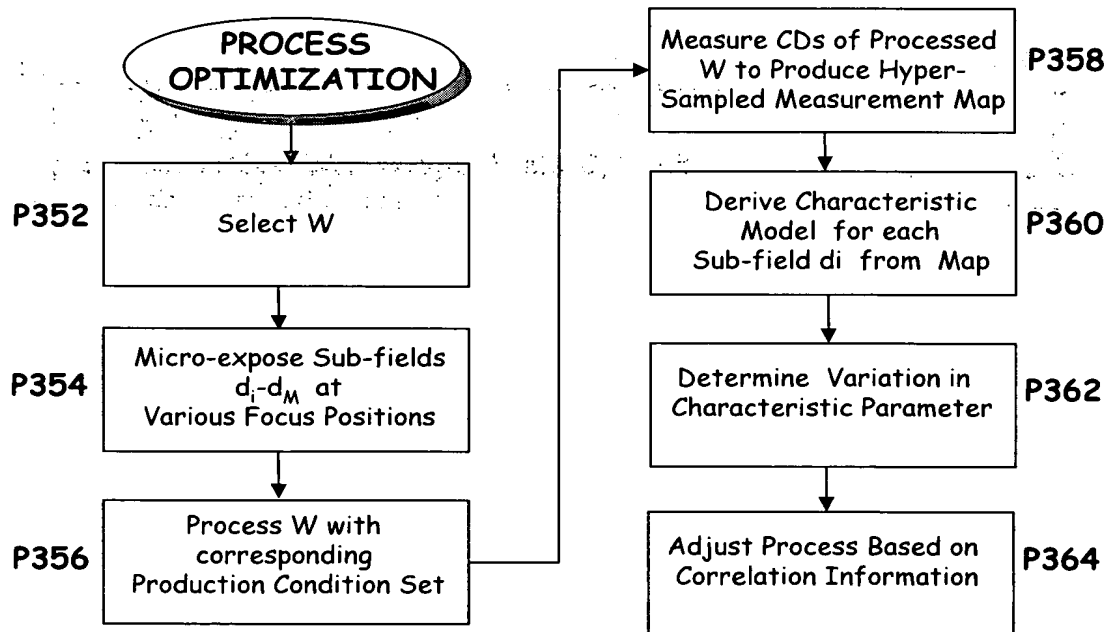 PROCESS
OPTIMIZATION
P352
Select W
P354
Micro-expose Sub-fields
di-dM at
Various Focus Positions
P356
Process W with
corresponding
Production Condition Set
Measure CDs of Processed
W to Produce Hyper-
Sampled Measurement Map
P358
Derive Characteristic
Model for each
Sub-field di from Map
P360
Determine Variation in
Characteristic Parameter
P362
Adjust Process Based on
Correlation Information
P364